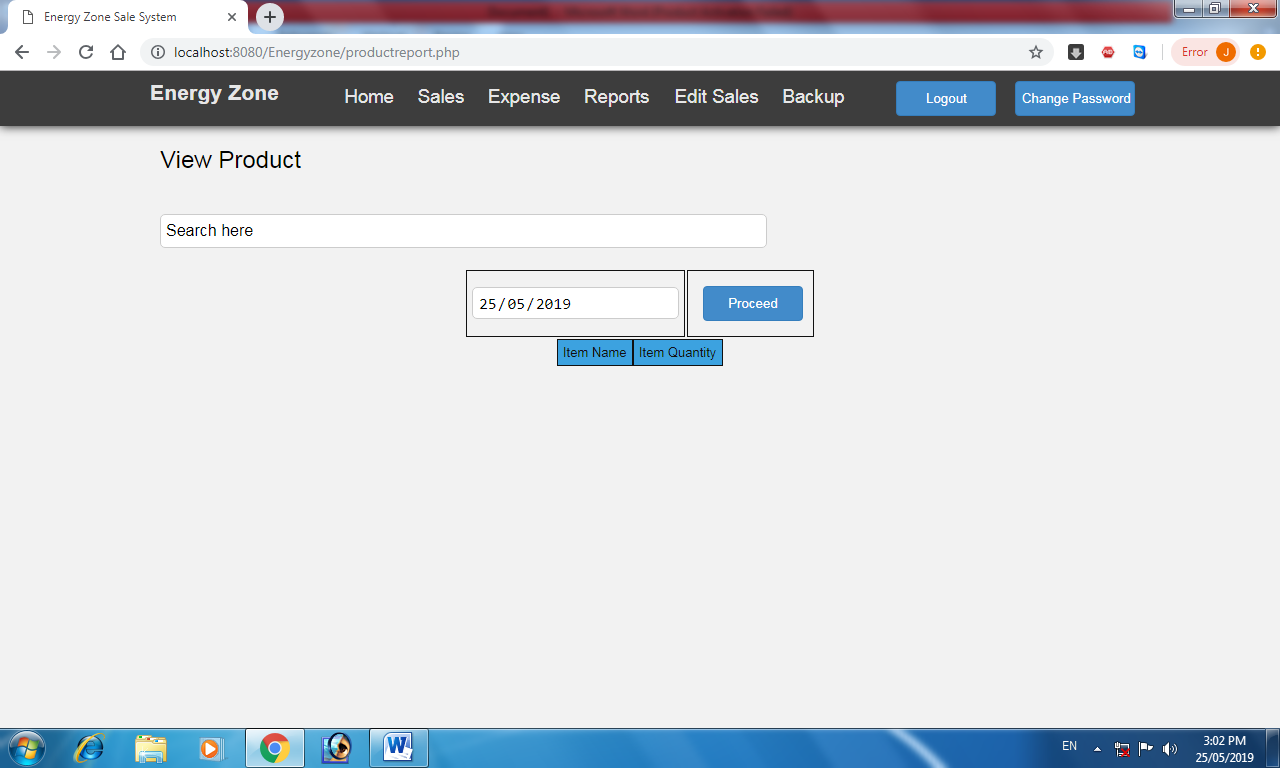 Energy Zone Sale System
localhost:8080/Energyzone/productreport.php
Error J
Energy Zone Home Sales Expense Reports Edit Sales Backup Logout Change Password
View Product
Search here
25/05/2019 Proceed
Item Name Item Quantity
EN 3:02 PM
25/05/2019